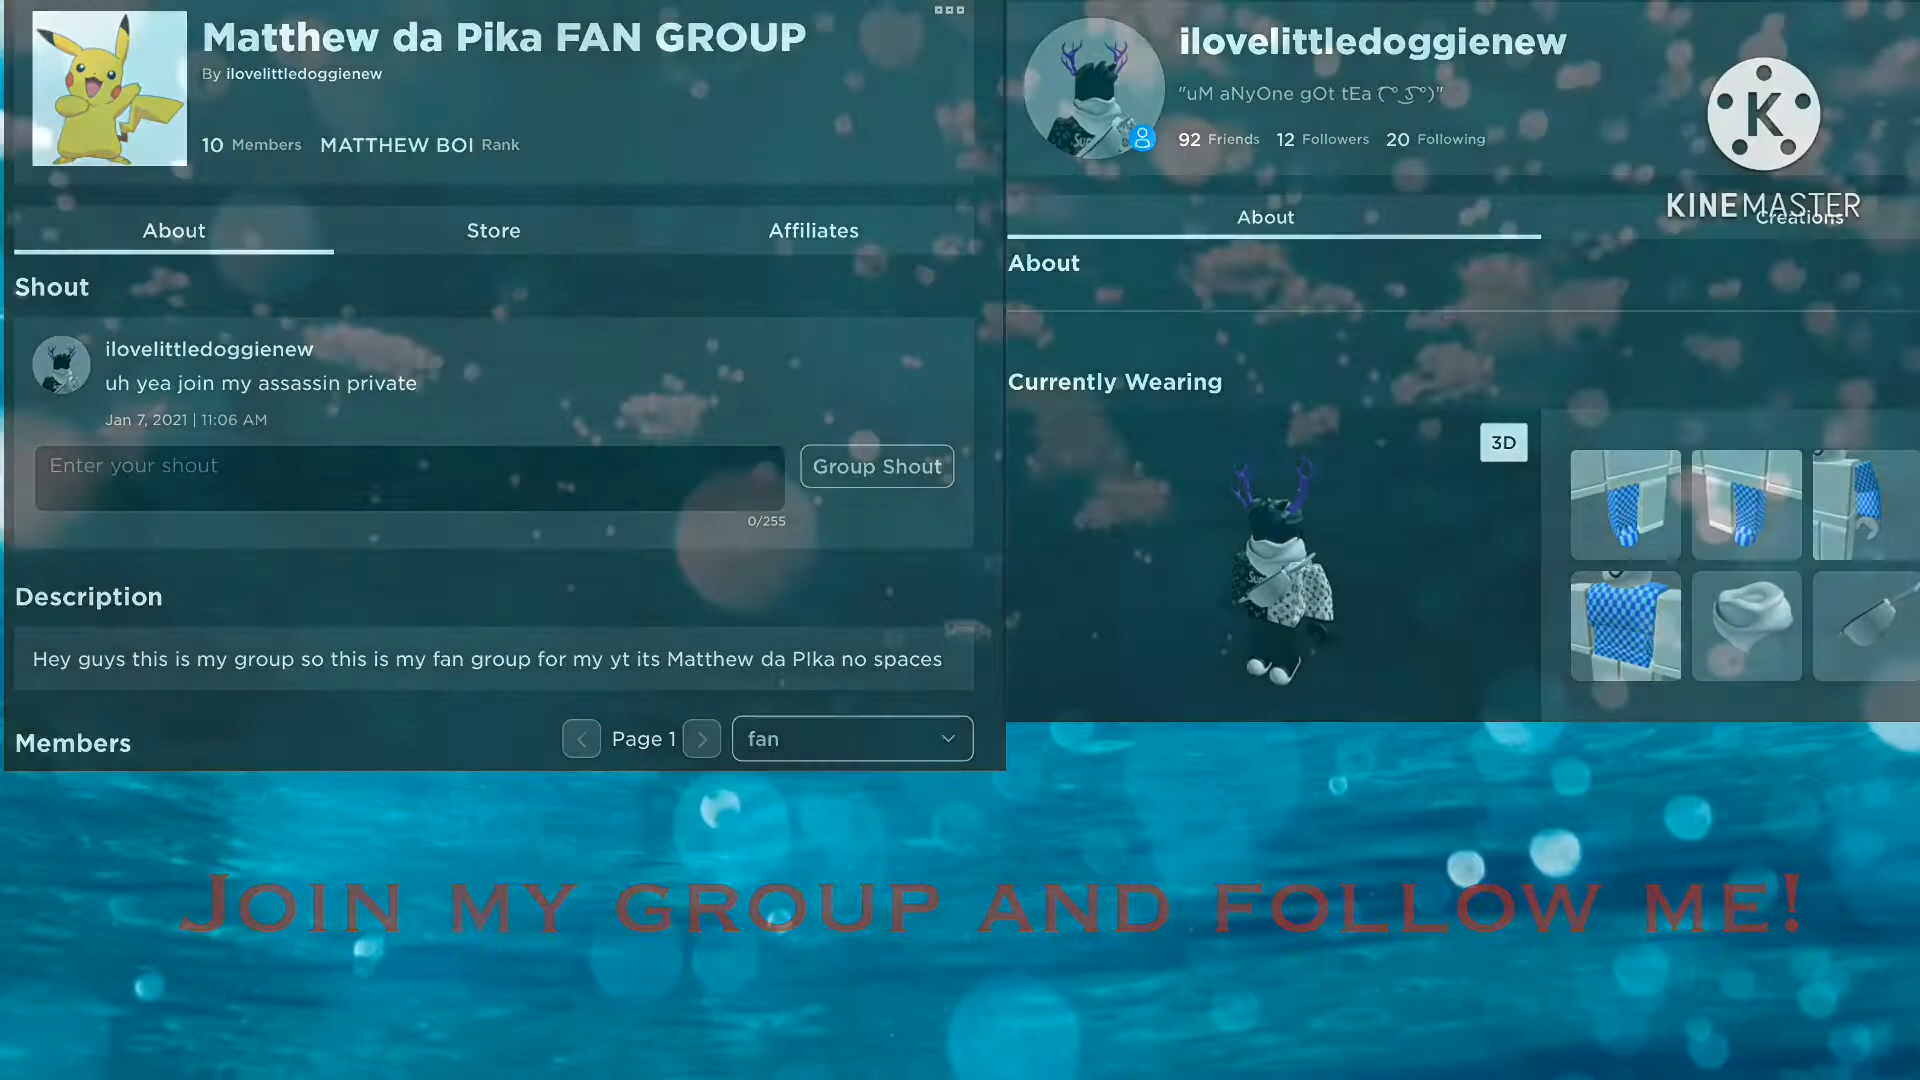 Matthew da Pika FAN GROUP
By ilovelittledoggienew
10 Members MATTHEW BOI Rank
About Store Affiliates
Shout
ilovelittledoggienew
uh yea join my assassin private
Jan 7, 2021 | 11:06 AM
Enter your shout
Group Shout
0/255
Description
Hey guys this is my group so this is my fan group for my yt its Matthew da PIka no spaces
Members
Page 1
fan
ilovelittledoggienew
"uM aNyOne gOt tEa ( ͡° ͜ʖ ͡°)"
92 Friends 12 Followers 20 Following
K
KINEMASTER
About Creations
About
Currently Wearing
3D
JOIN MY GROUP AND FOLLOW ME!